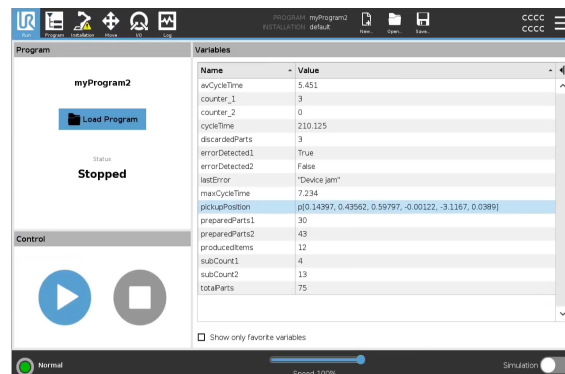 UR
Run
Program
Installation
Move
I/O
Log
PROGRAM myProgram2
INSTALLATION default
New...
Open...
Save...
CCCC
CCCC
Program
myProgram2
Load Program
Status
Stopped
Control
Variables
Name Value
avCycleTime 5.451
counter_1 3
counter_2 0
cycleTime 210.125
discardedParts 3
errorDetected1 True
errorDetected2 False
lastError "Device jam"
maxCycleTime 7.234
pickupPosition p[0.14397, 0.43562, 0.59797, -0.00122, -3.1167, 0.0389]
preparedParts1 30
preparedParts2 43
producedItems 12
subCount1 4
subCount2 13
totalParts 75
Show only favorite variables
Normal
Speed 100%
Simulation